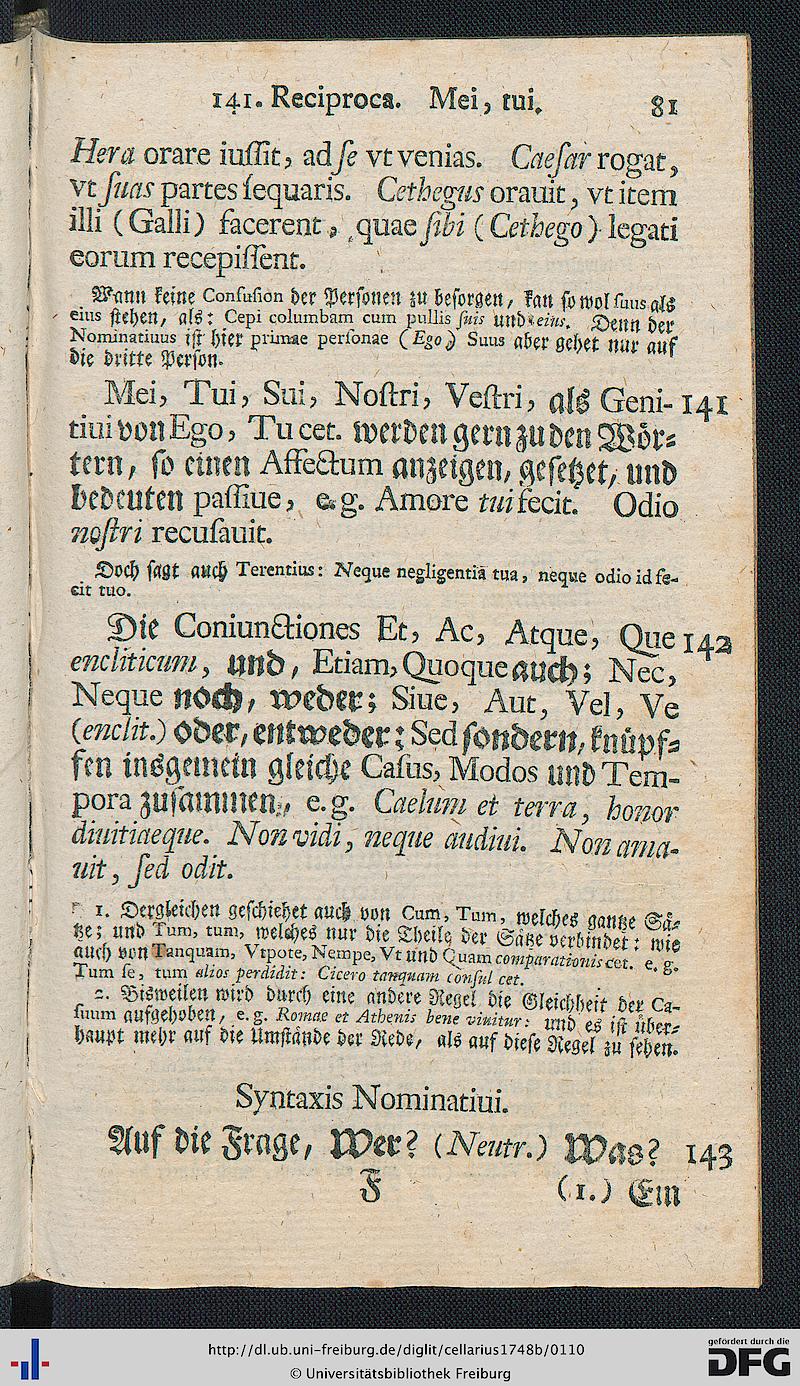 141. Reciproca. Mei, tui. 81
Hera orare iuſſit, ad ſe vt venias. Caeſar rogat,
vt ſuas partes ſequaris. Cethegus orauit, vt item
illi (Galli) facerent, quae ſibi (Cethego) legati
eorum recepiſſent.
Wann keine Confuſion der Perſonen zu beſorgen, kan ſo wol ſuus als
eius ſtehen, als: Cepi columbam cum pullis ſuis und eius. Denn der
Nominatiuus iſt hier primae perſonae (Ego) Suus aber gehet nur auf
die dritte Perſon.
Mei, Tui, Sui, Noſtri, Veſtri, als Geni- 141
tiui von Ego, Tu cet. werden gern zu den Wör-
tern, ſo einen Affectum anzeigen, geſetzet, und
bedeuten paſſiue, e. g. Amore tui fecit. Odio
noſtri recuſauit.
Doch ſagt auch Terentius: Neque negligentiâ tua, neque odio id fe-
cit tuo.
Die Coniunctiones Et, Ac, Atque, Que 142
encliticum, und, Etiam, Quoque auch; Nec,
Neque noch, weder; Siue, Aut, Vel, Ve
(enclit.) oder, entweder; Sed ſondern, knüpf-
fen insgemein gleiche Caſus, Modos und Tem-
pora zuſammen, e. g. Caelum et terra, honor
diuitiaeque. Non vidi, neque audiui. Non ama-
uit, ſed odit.
1. Dergleichen geſchiehet auch von Cum, Tum, welches gantze Sä-
tze; und Tum, tum, welches nur die Theile der Sätze verbindet: wie
auch von Tanquam, Vtpote, Nempe, Vt und Quam comparationis cet. e. g.
Tum ſe, tum alios perdidit: Cicero tanquam conſul cet.
2. Bisweilen wird durch eine andere Regel die Gleichheit der Ca-
ſuum aufgehoben, e. g. Romae et Athenis bene viuitur: und es iſt über-
haupt mehr auf die Umſtände der Rede, als auf dieſe Regel zu ſehen.
Syntaxis Nominatiui.
Auf die Frage, Wer? (Neutr.) Was? 143
F (1.) Ein
http://dl.ub.uni-freiburg.de/diglit/cellarius1748b/0110
© Universitätsbibliothek Freiburg
gefördert durch die
DFG